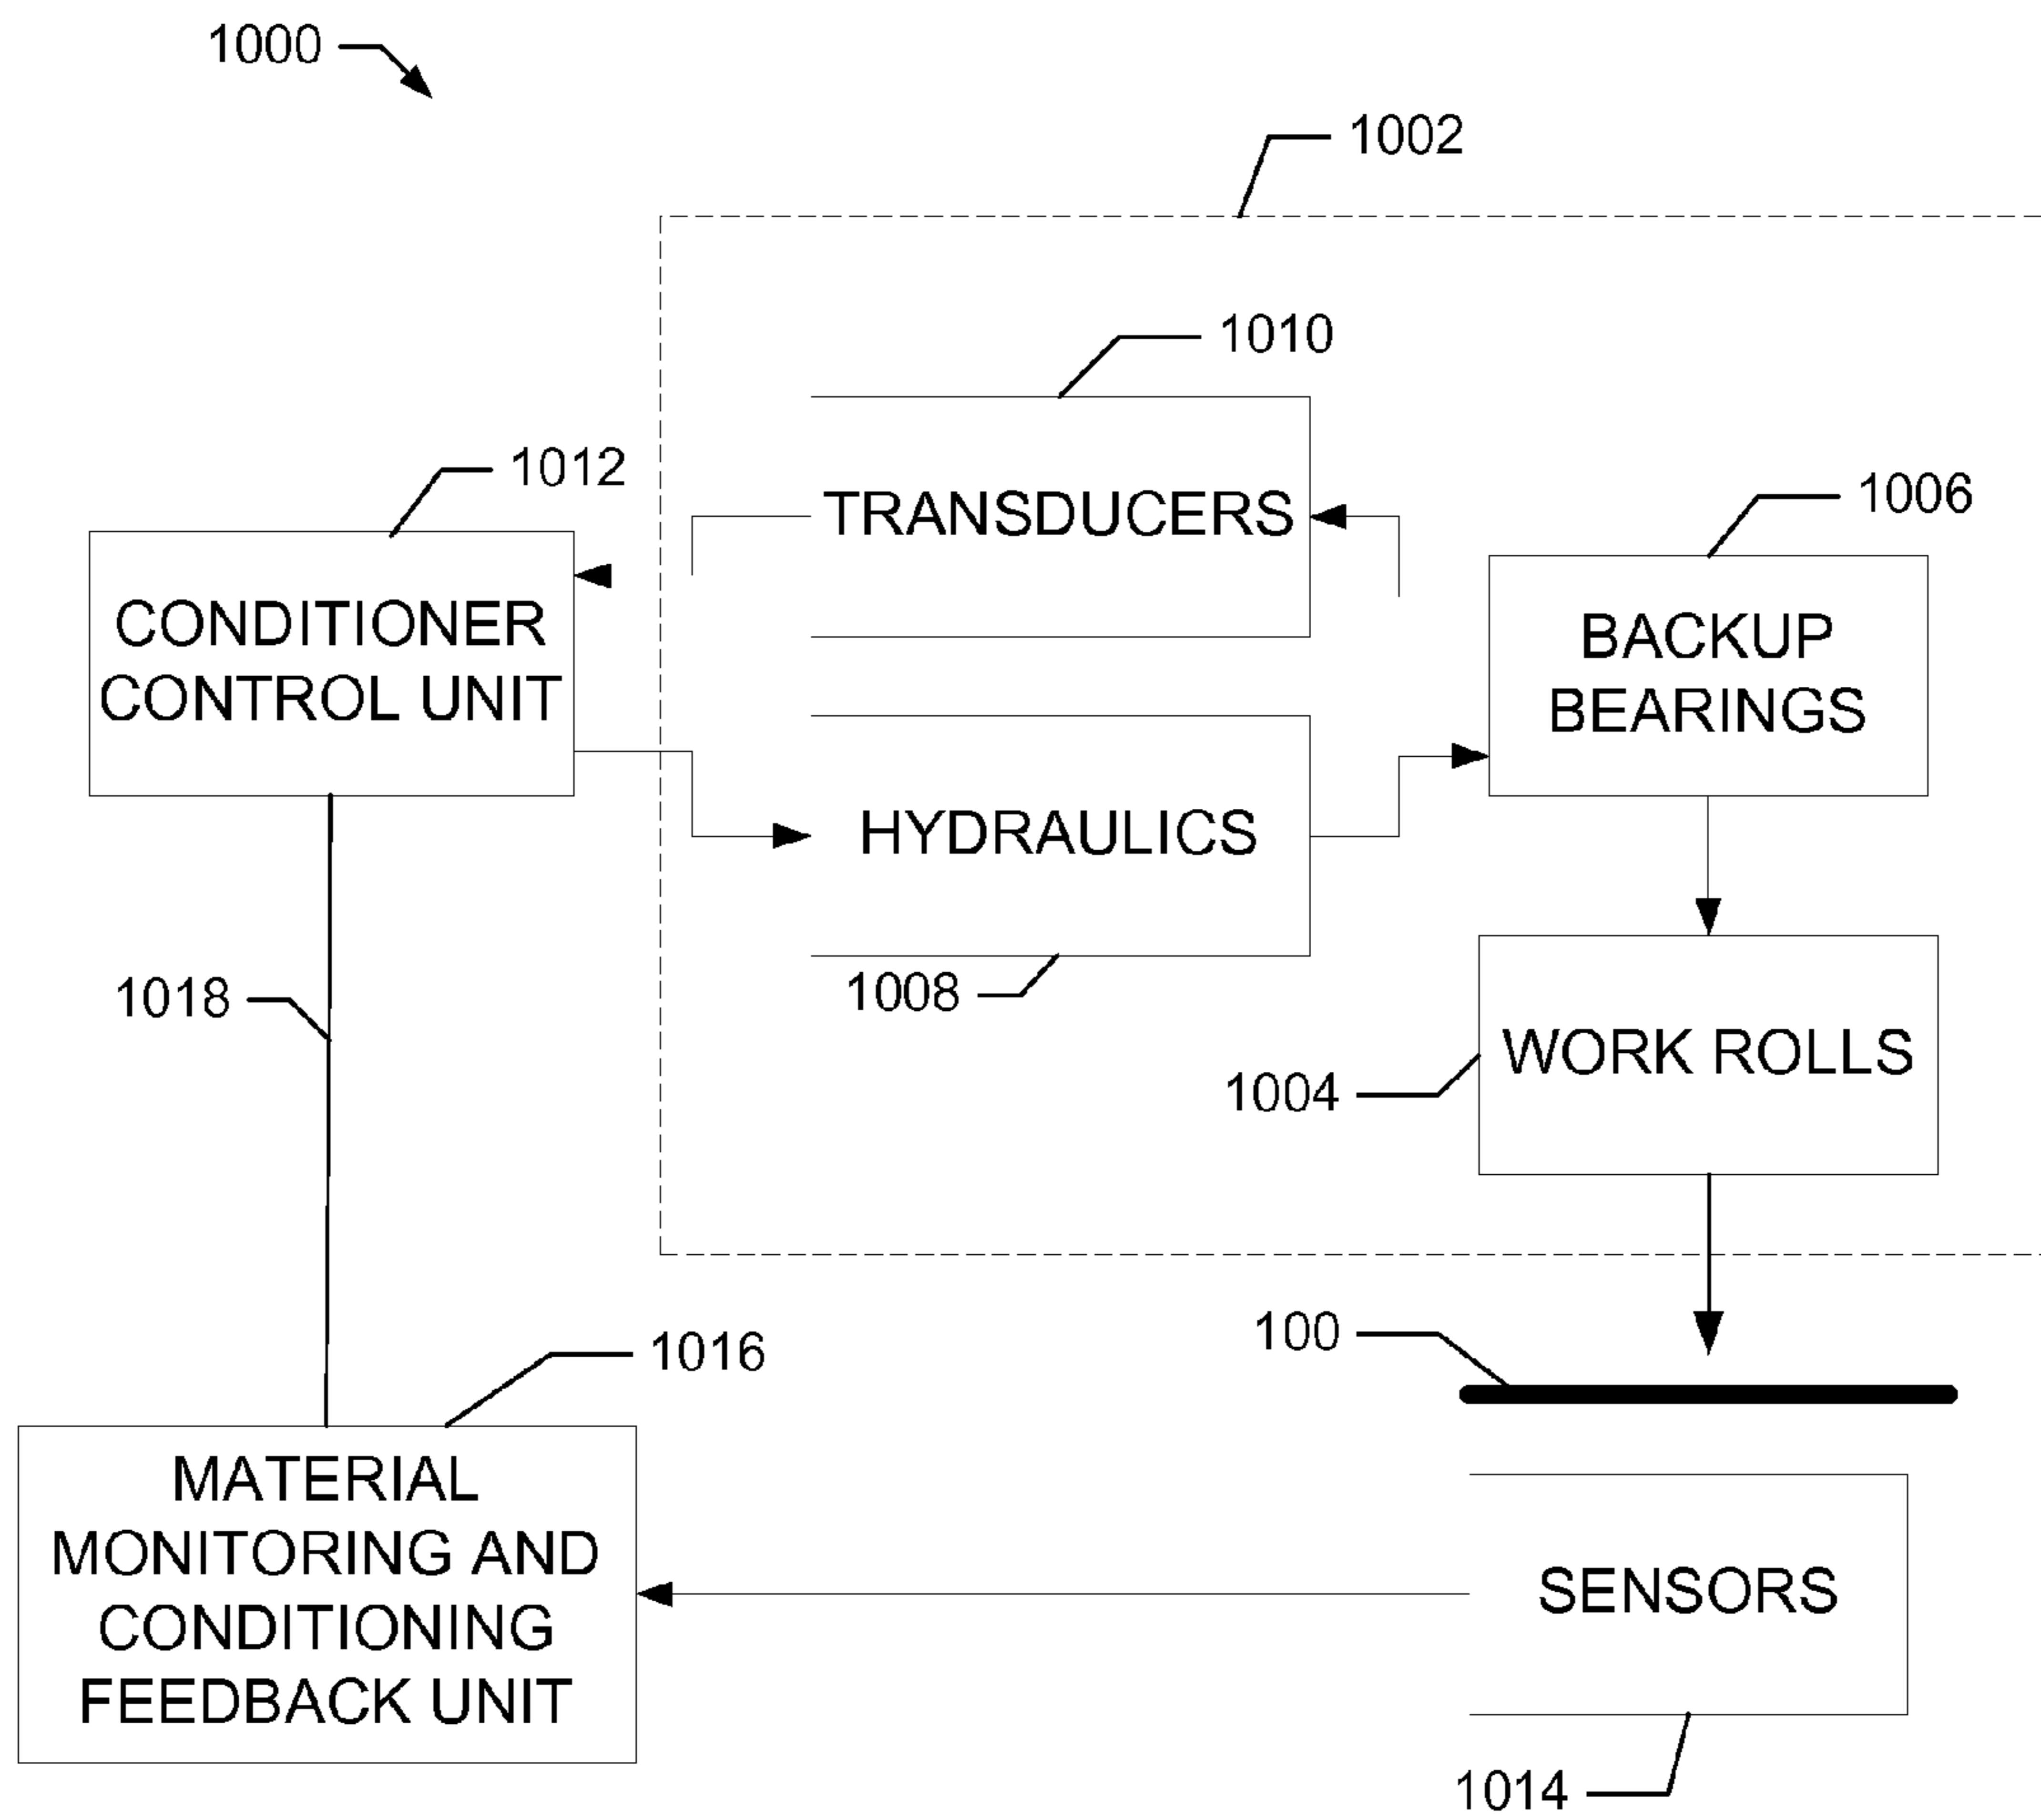 1000
1002
1010
1012
TRANSDUCERS
1006
CONDITIONER
CONTROL UNIT
BACKUP
BEARINGS
HYDRAULICS
1008
1018
WORK ROLLS
1004
100
1016
MATERIAL
MONITORING AND
CONDITIONING
FEEDBACK UNIT
SENSORS
1014